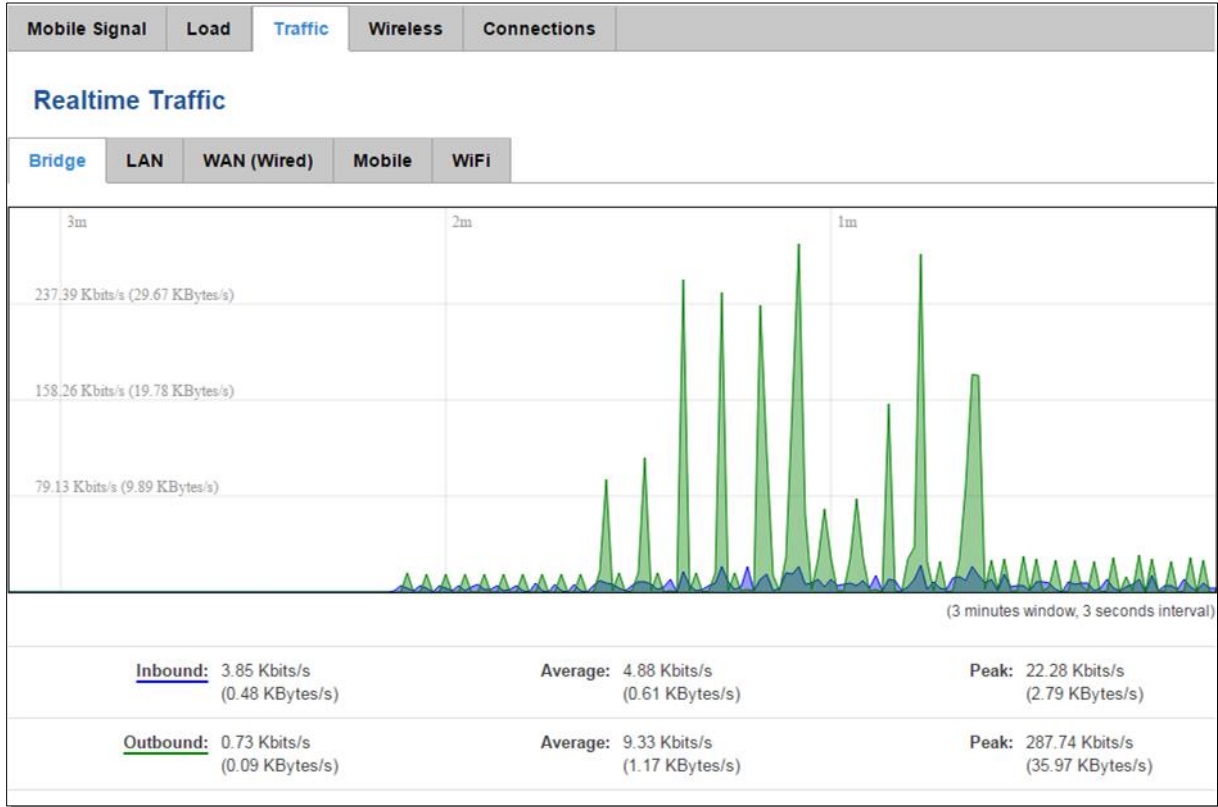 Mobile Signal Load Traffic Wireless Connections
Realtime Traffic
Bridge LAN WAN (Wired) Mobile WiFi
3m 2m 1m
237.39 Kbits/s (29.67 KBytes/s)
158.26 Kbits/s (19.78 KBytes/s)
79.13 Kbits/s (9.89 KBytes/s)
(3 minutes window, 3 seconds interval)
Inbound: 3.85 Kbits/s Average: 4.88 Kbits/s Peak: 22.28 Kbits/s
(0.48 KBytes/s) (0.61 KBytes/s) (2.79 KBytes/s)
Outbound: 0.73 Kbits/s Average: 9.33 Kbits/s Peak: 287.74 Kbits/s
(0.09 KBytes/s) (1.17 KBytes/s) (35.97 KBytes/s)